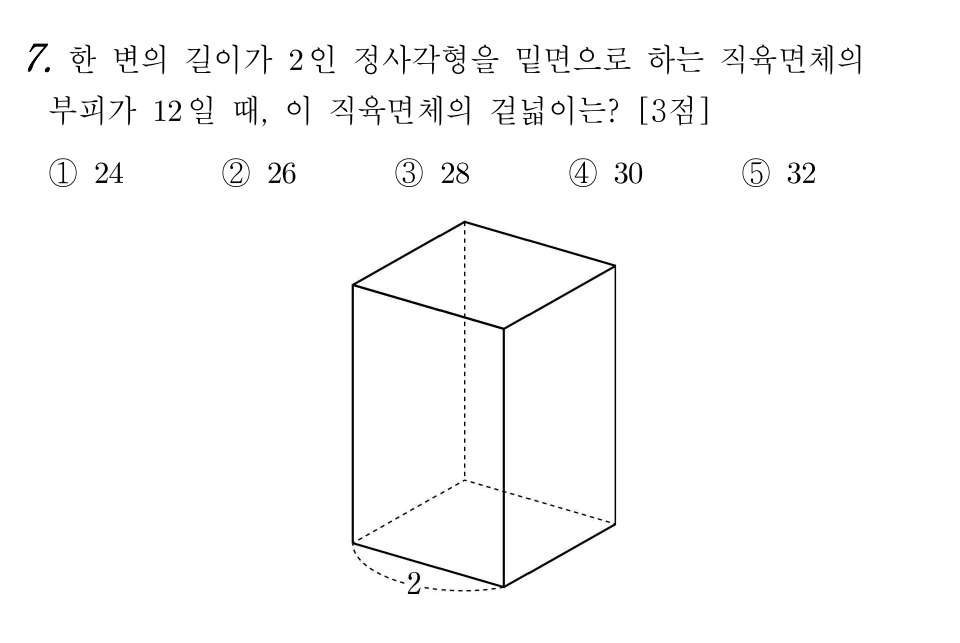 7. 한 변의 길이가 2인 정사각형을 밑면으로 하는 직육면체의
부피가 12일 때, 이 직육면체의 겉넓이는? [3점]
① 24 ② 26 ③ 28 ④ 30 ⑤ 32
2